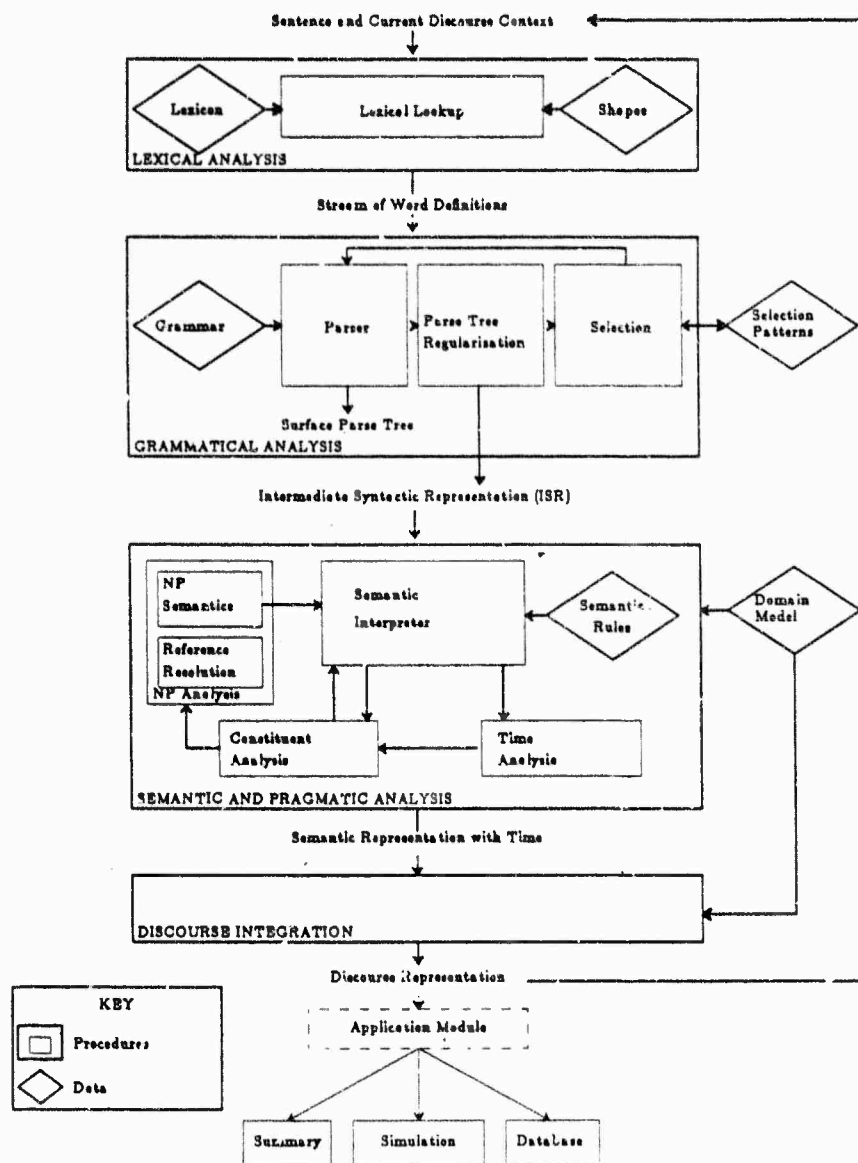 Sentence and Current Discourse Context
Lexicon
Lexical Lookup
Shapes
LEXICAL ANALYSIS
Stream of Word Definitions
Grammar
Parser
Parse Tree
Regularisation
Selection
Selection
Patterns
Surface Parse Tree
GRAMMATICAL ANALYSIS
Intermediate Syntactic Representation (ISR)
NP
Semantics
Reference
Resolution
NP Analysis
Semantic
Interpreter
Semantic
Rules
Domain
Model
Constituent
Analysis
Time
Analysis
SEMANTIC AND PRAGMATIC ANALYSIS
Semantic Representation with Time
DISCOURSE INTEGRATION
Discourse Representation
KEY
Procedures
Data
Application Module
Summary
Simulation
Database